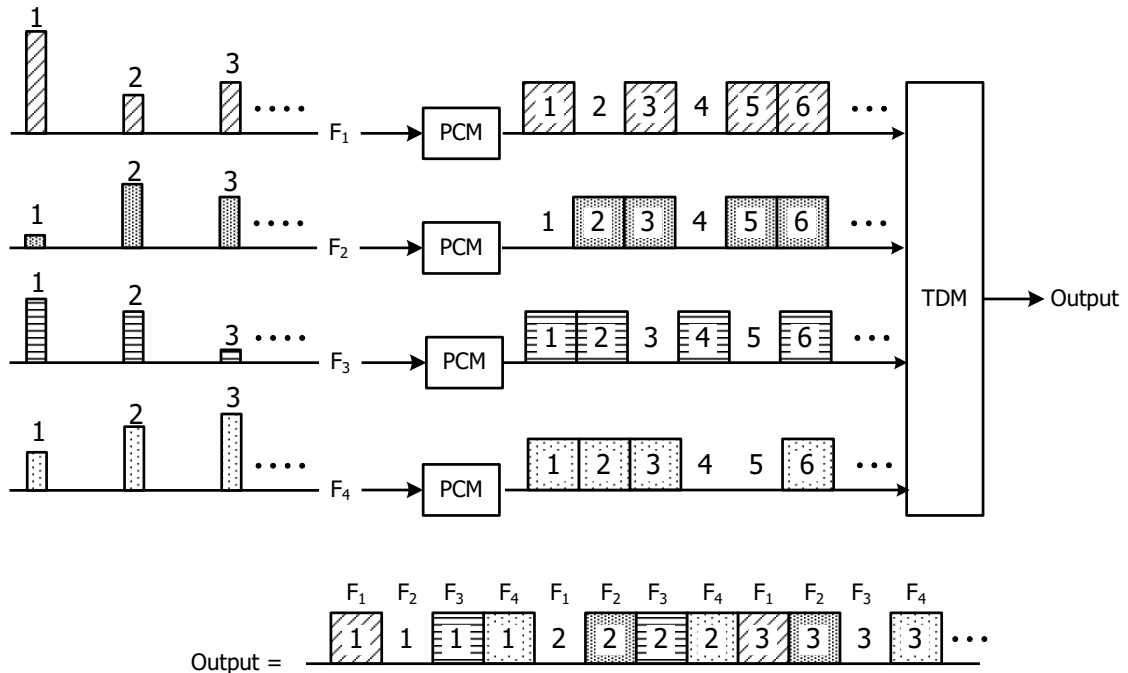 1 2 3 .... F₁ PCM 1 2 3 4 5 6 ...
1 2 3 .... F₂ PCM 1 2 3 4 5 6 ...
1 2 3 .... F₃ PCM 1 2 3 4 5 6 ...
1 2 3 .... F₄ PCM 1 2 3 4 5 6 ...
TDM
Output
F₁ F₂ F₃ F₄ F₁ F₂ F₃ F₄ F₁ F₂ F₃ F₄
Output = 1 1 1 1 2 2 2 2 3 3 3 3 ...